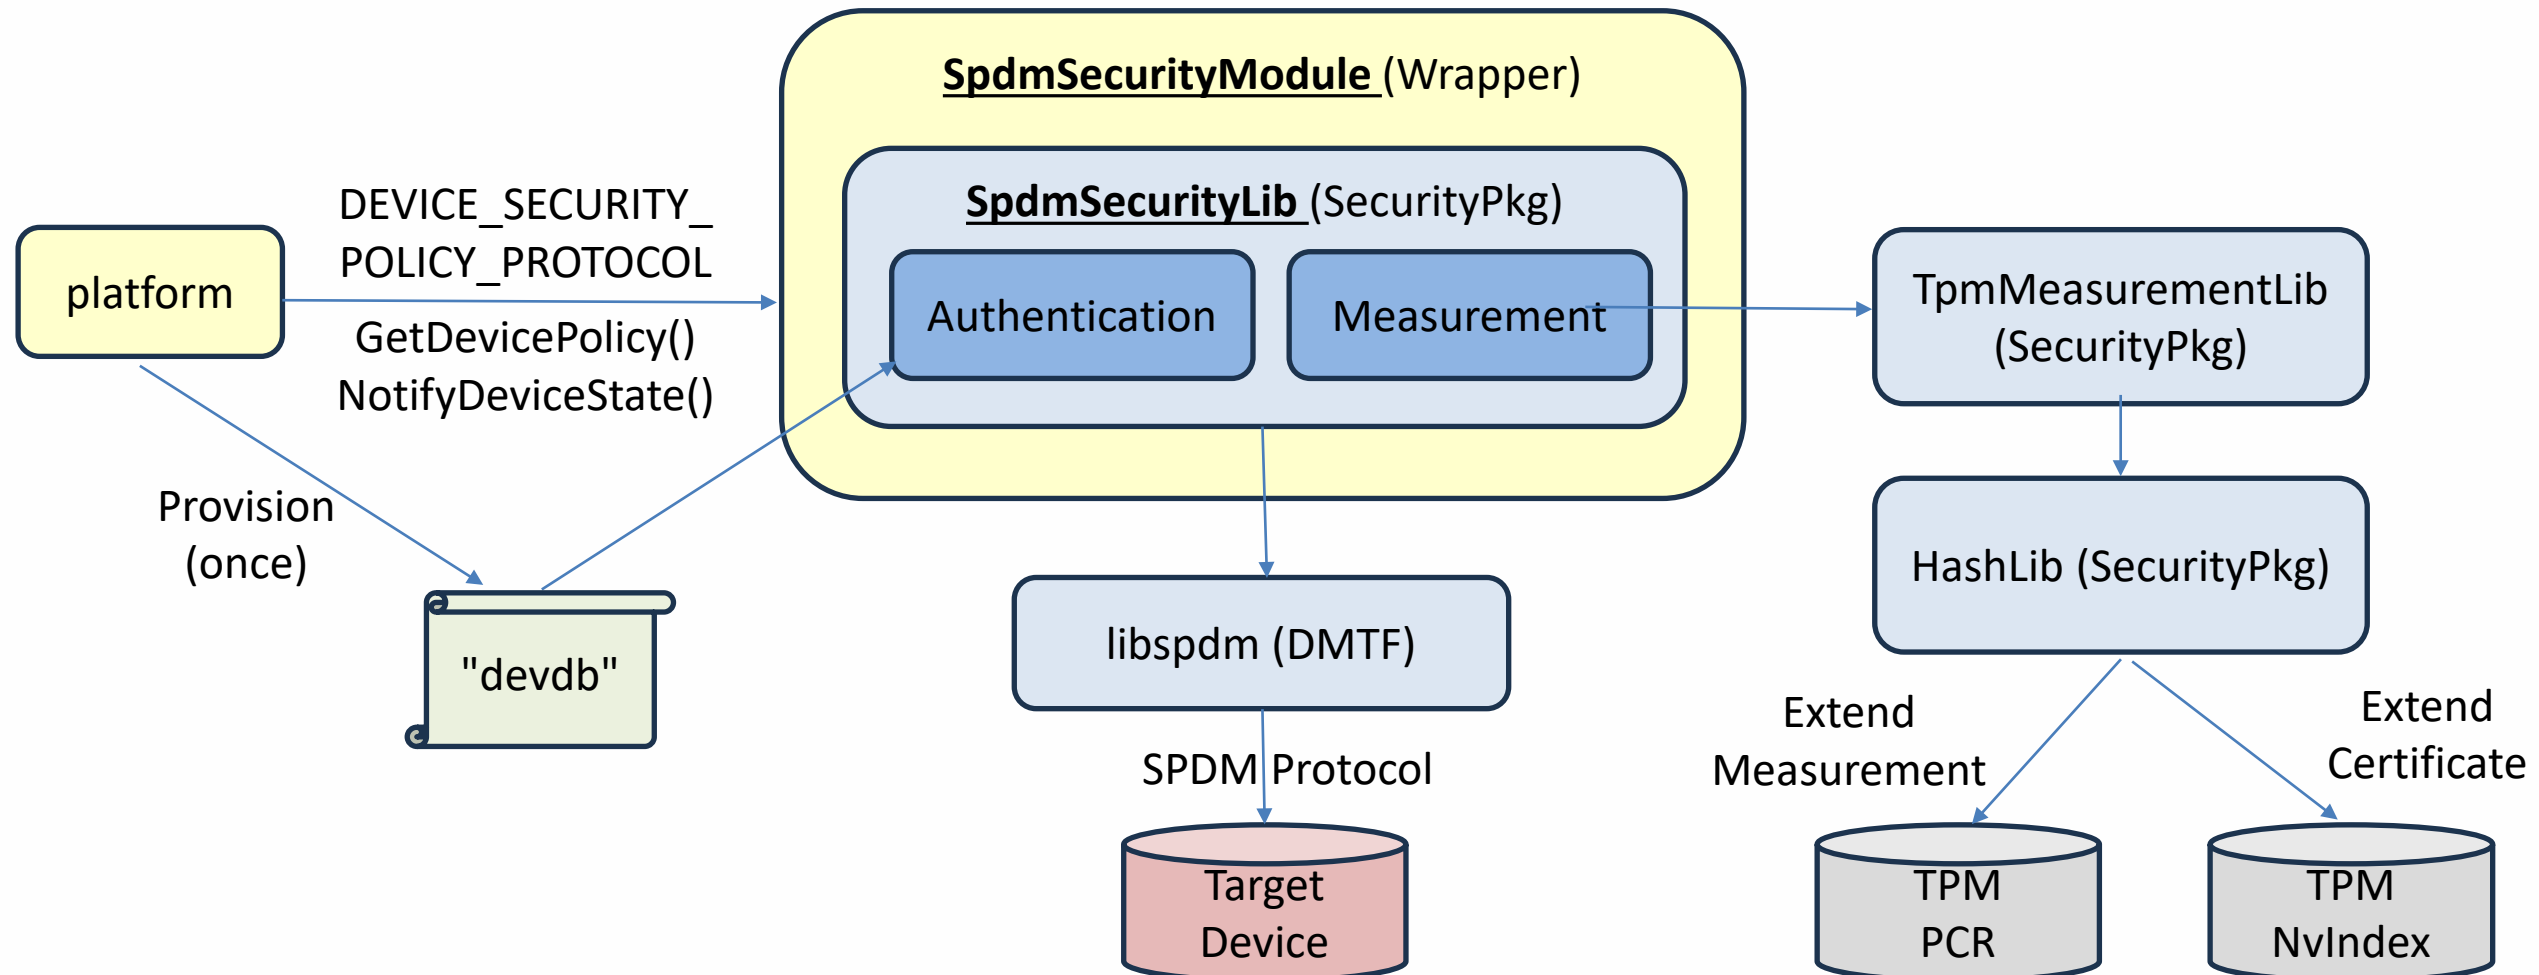 SpdmSecurityModule (Wrapper)
SpdmSecurityLib (SecurityPkg)
Authentication
Measurement
platform
DEVICE_SECURITY_
POLICY_PROTOCOL
GetDevicePolicy()
NotifyDeviceState()
Provision
(once)
"devdb"
libspdm (DMTF)
SPDM Protocol
Target
Device
TpmMeasurementLib
(SecurityPkg)
HashLib (SecurityPkg)
Extend
Measurement
Extend
Certificate
TPM
PCR
TPM
NvIndex